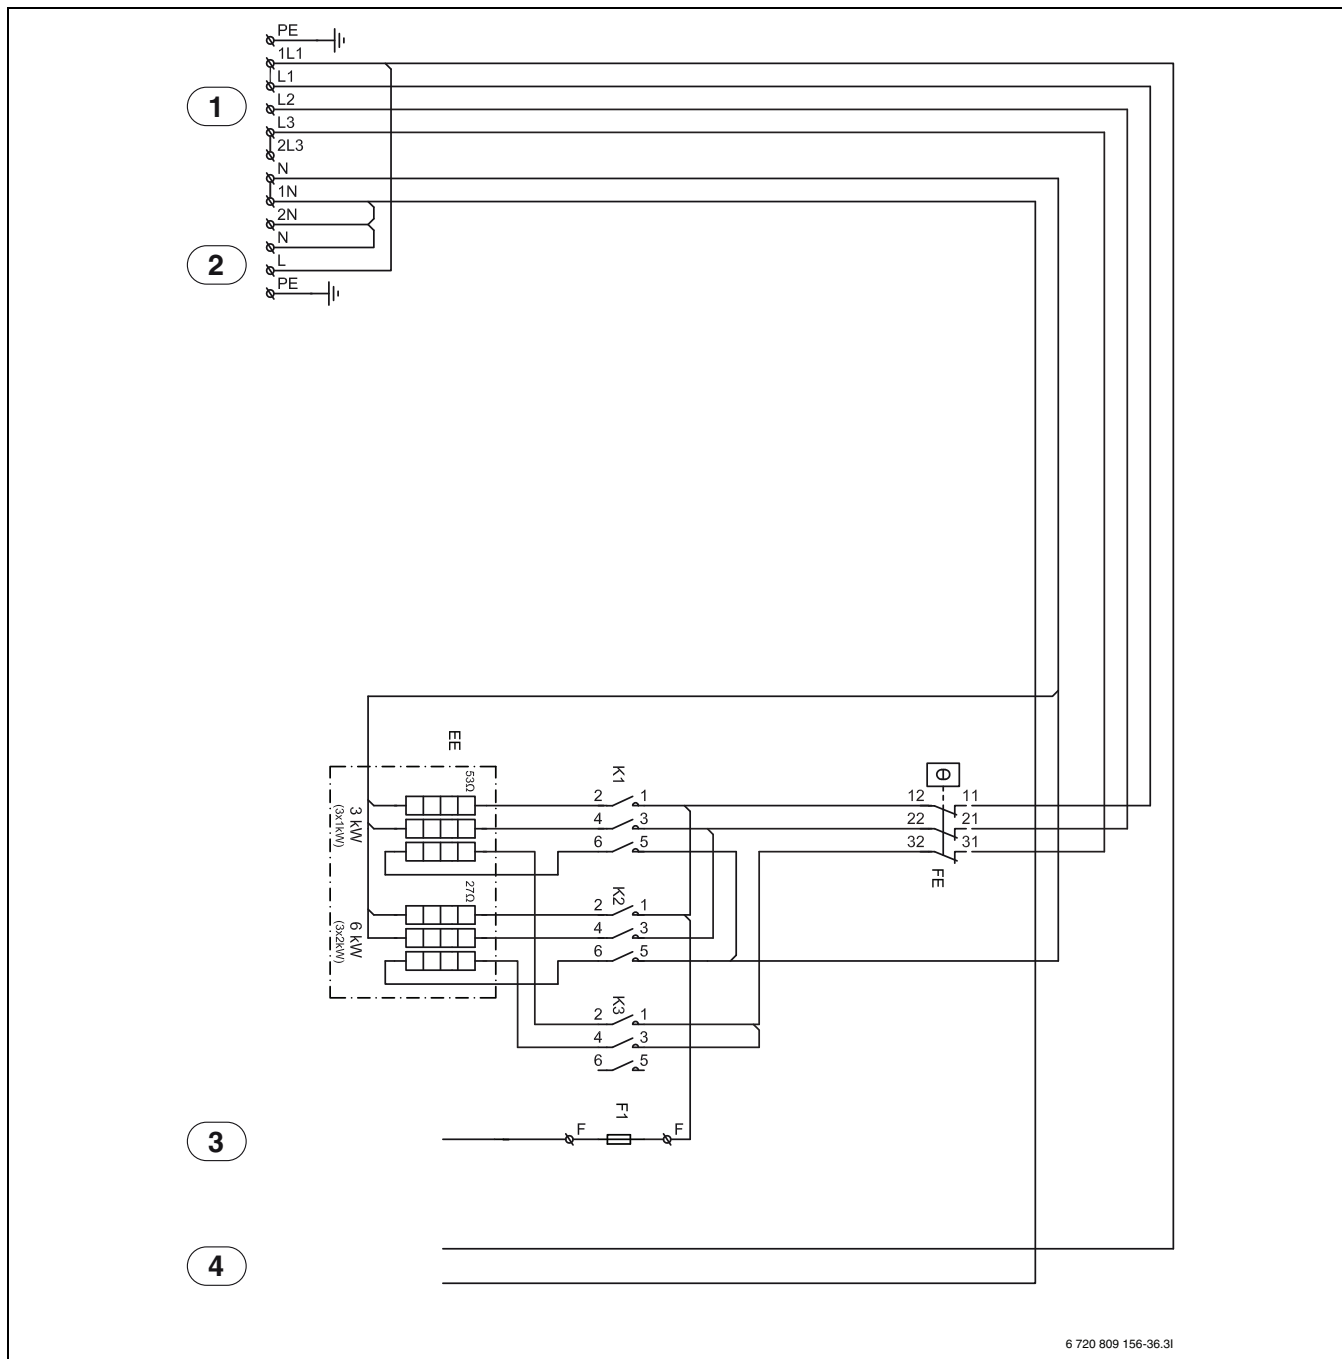 PE
1L1
L1
1
L2
L3
2L3
N
1N
2N
N
2
L
PE
EE
53Ω
3 kW
(3x1kW)
27Ω
6 kW
(3x2kW)
K1
2 1
4 3
6 5
K2
2 1
4 3
6 5
K3
2 1
4 3
6 5
Θ
12 11
22 21
32 31
FE
F1
3
F F
4
6 720 809 156-36.3I